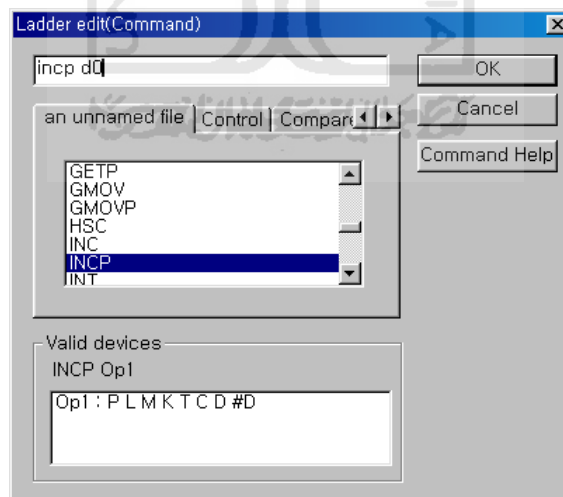 Ladder edit(Command)
incp d0
OK
an unnamed file Control Compar
Cancel
Command Help
GETP
GMOV
GMOVP
HSC
INC
INCP
INT
Valid devices
INCP Op1
Op1 : P L M K T C D #D